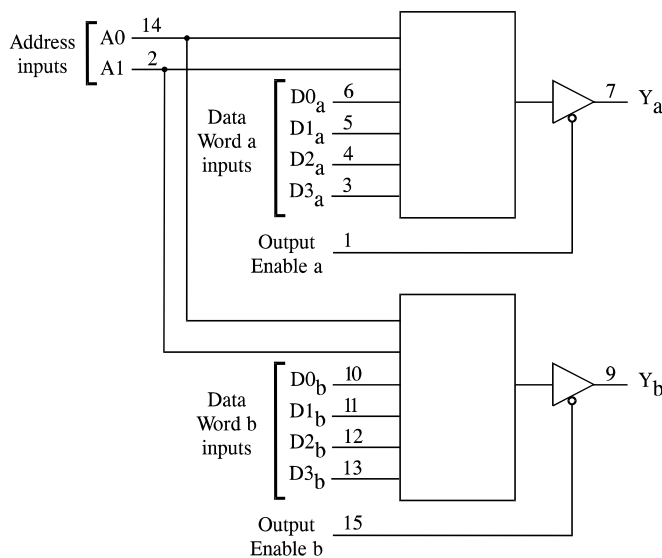 Address
inputs
A0 14
A1 2
Data
Word a
inputs
D0a 6
D1a 5
D2a 4
D3a 3
7 Ya
Output
Enable a
1
Data
Word b
inputs
D0b 10
D1b 11
D2b 12
D3b 13
9 Yb
Output
Enable b
15